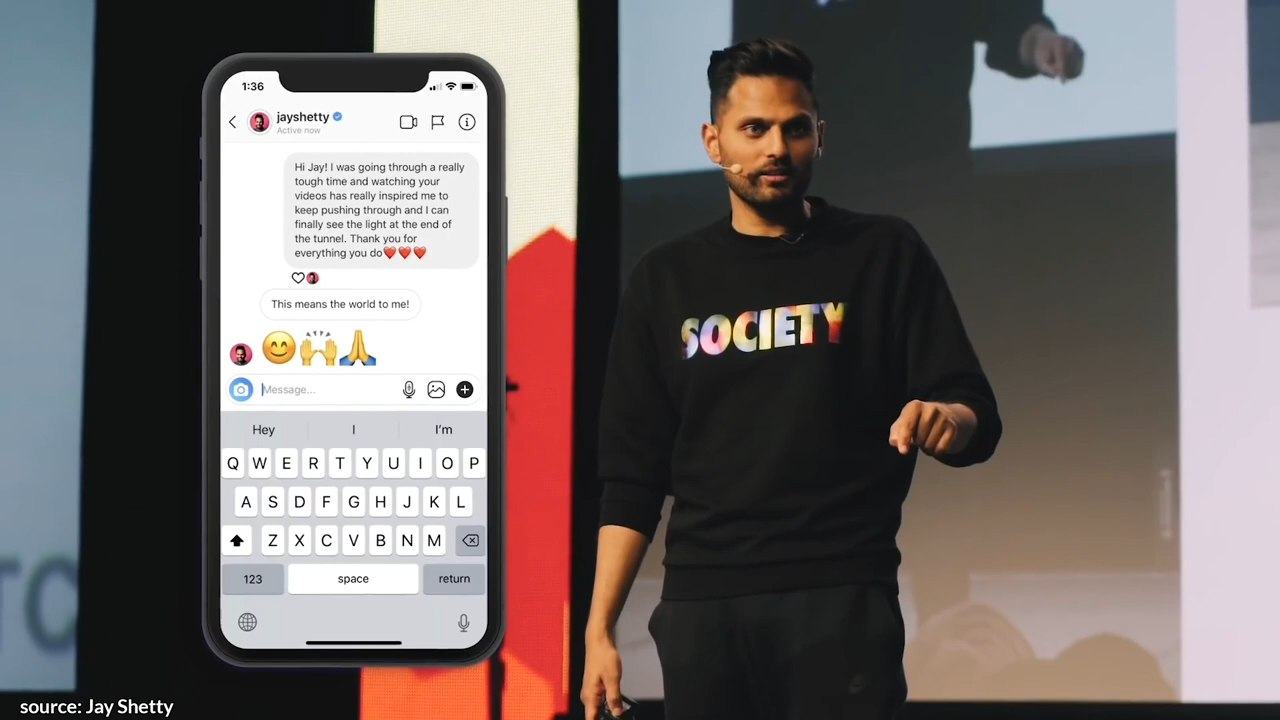 1:36
jayshetty
Active now
Hi Jay! I was going through a really
tough time and watching your
videos has really inspired me to
keep pushing through and I can
finally see the light at the end of
the tunnel. Thank you for
everything you do❤️❤️❤️
This means the world to me!
😊🙌🙏
Message...
Hey I I'm
Q W E R T Y U I O P
A S D F G H J K L
Z X C V B N M
123 space return
SOCIETY
TO
source: Jay Shetty